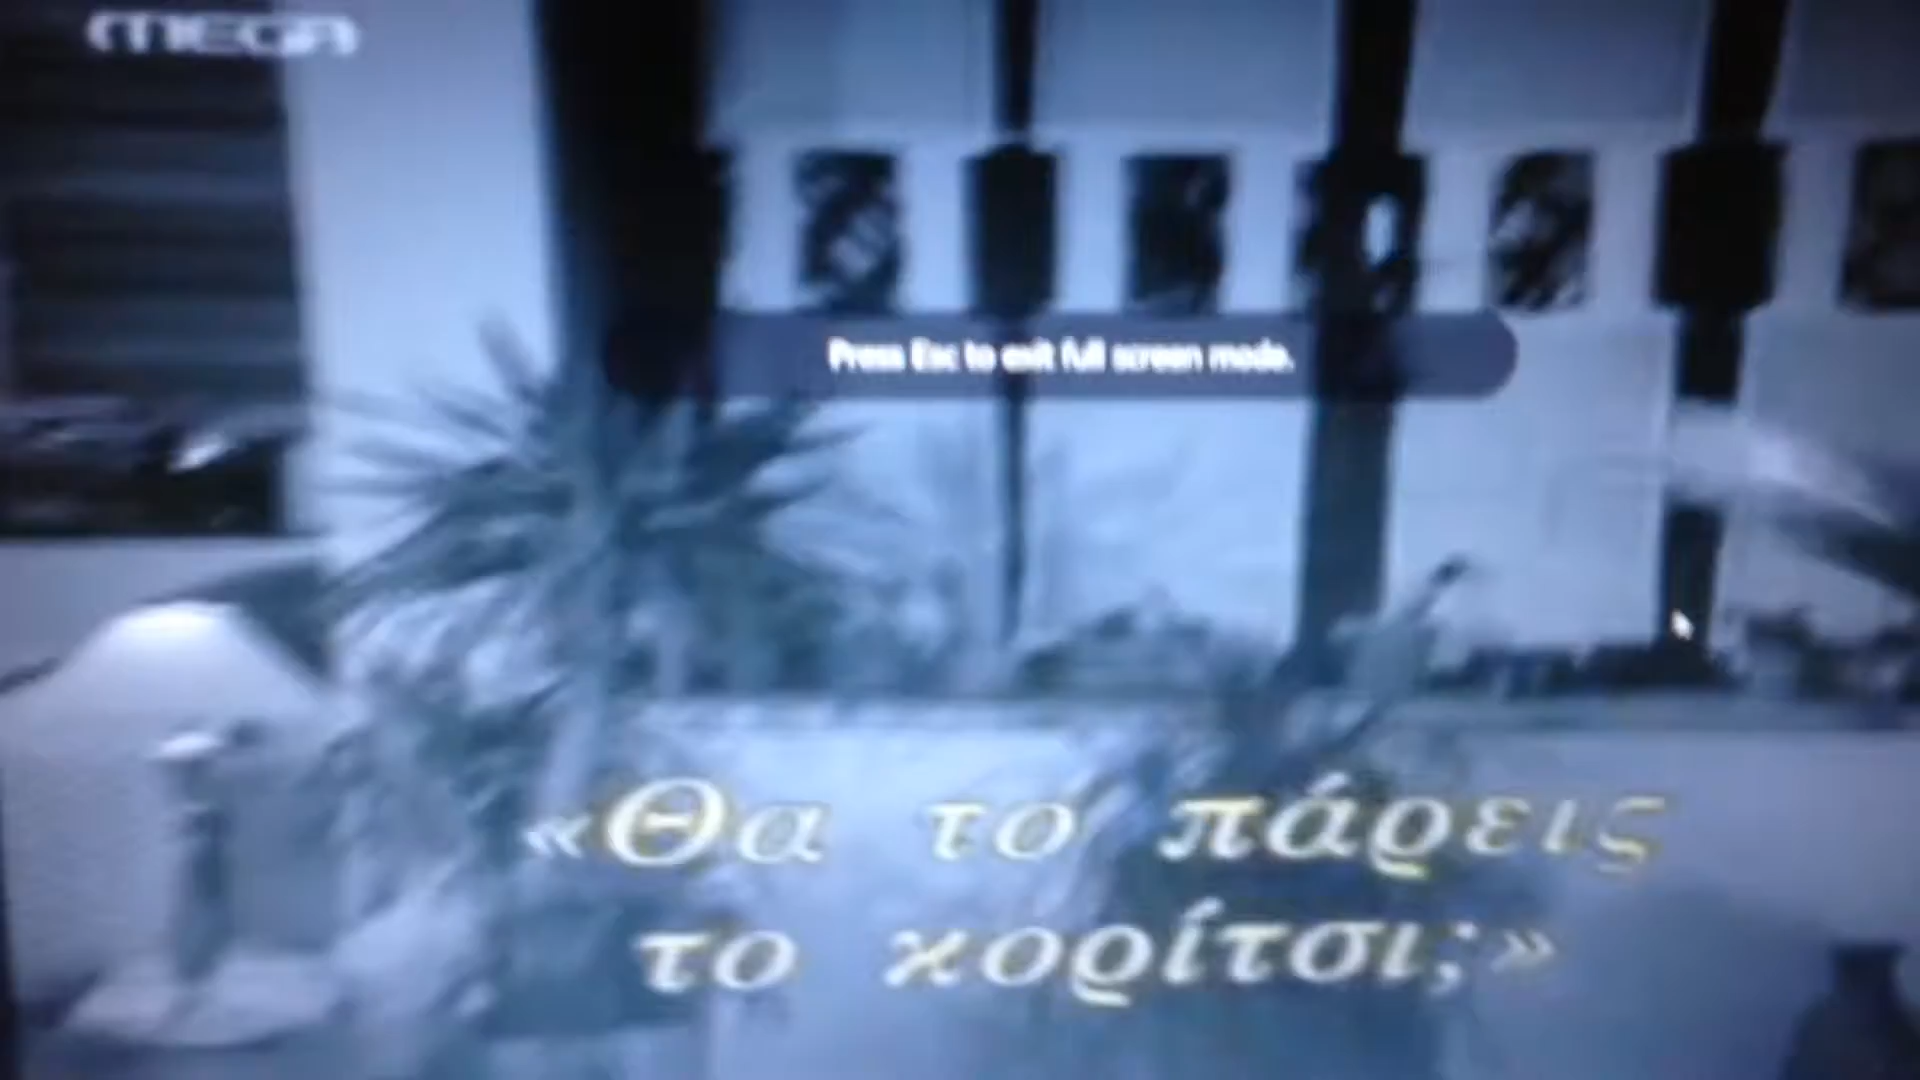 MEGA
Press Esc to exit full screen mode.
«Θα το πάρεις
το κορίτσι;»